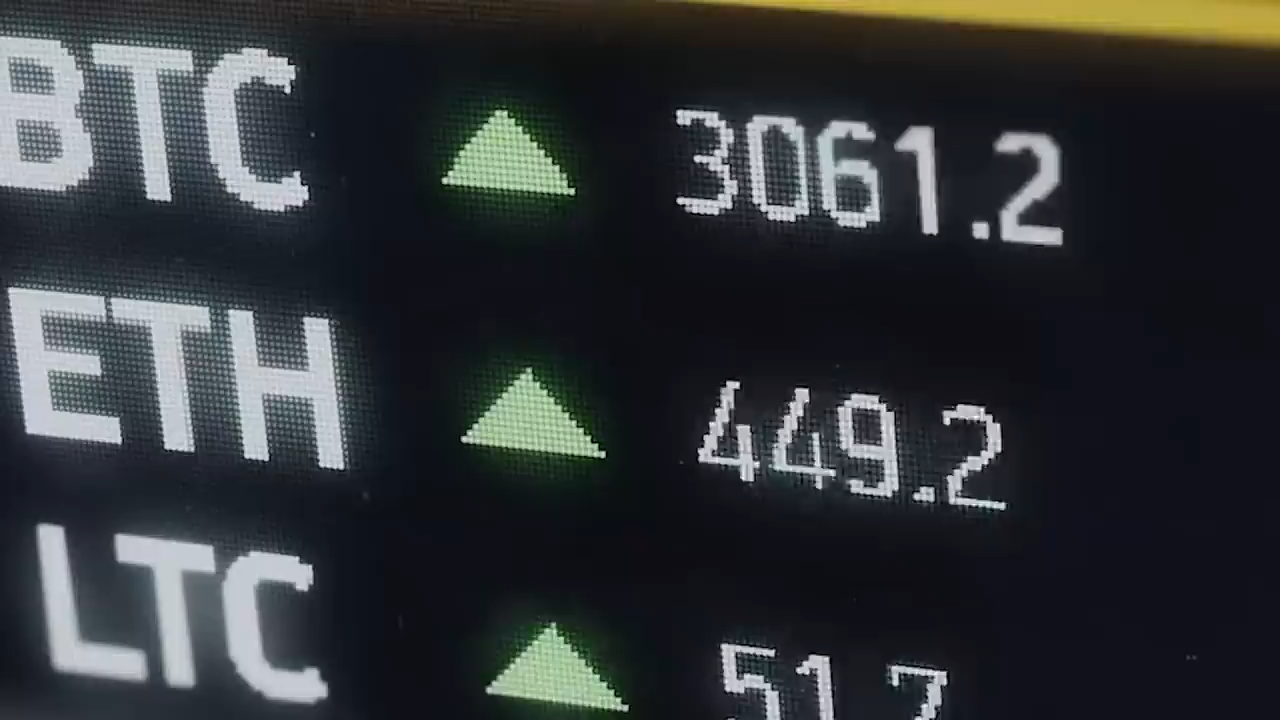 BTC ▲ 3061.2
ETH ▲ 449.2
LTC ▲